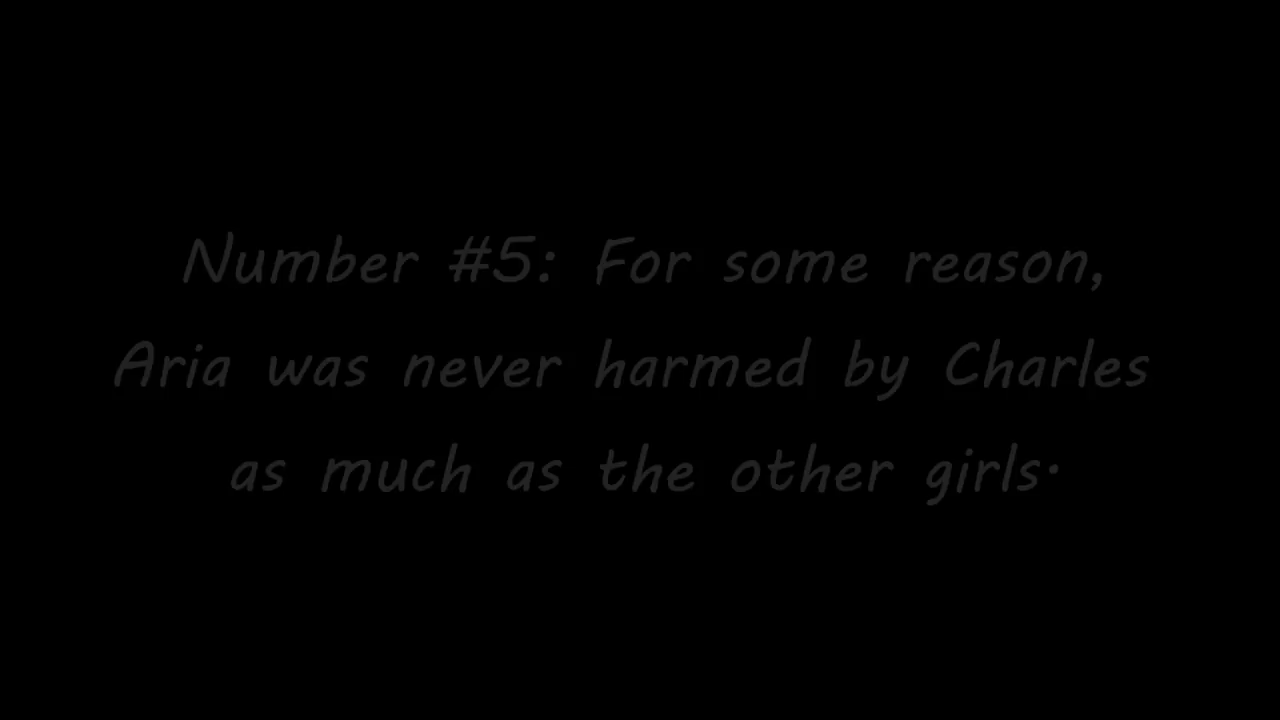 Number #5: For some reason,
Aria was never harmed by Charles
as much as the other girls.